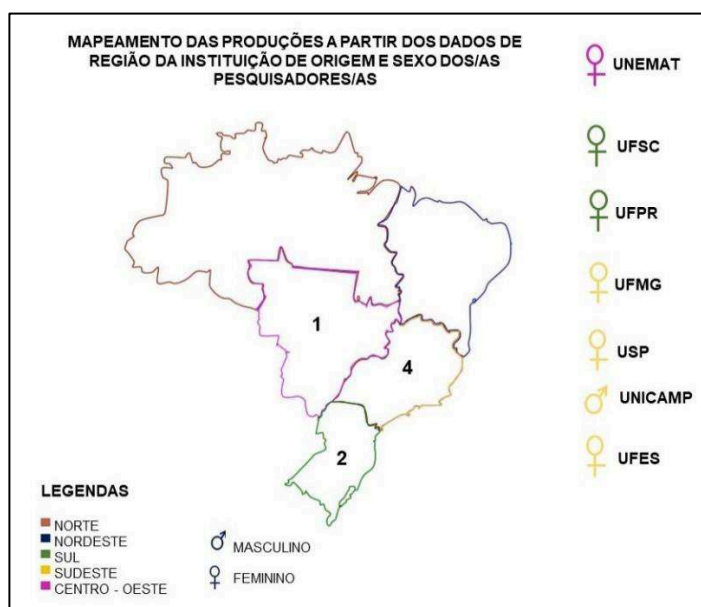 MAPEAMENTO DAS PRODUÇÕES A PARTIR DOS DADOS DE
REGIÃO DA INSTITUIÇÃO DE ORIGEM E SEXO DOS/AS
PESQUISADORES/AS
UNEMAT
UFSC
UFPR
UFMG
USP
UNICAMP
UFES
1
4
2
LEGENDAS
NORTE
NORDESTE
SUL
SUDESTE
CENTRO - OESTE
MASCULINO
FEMININO